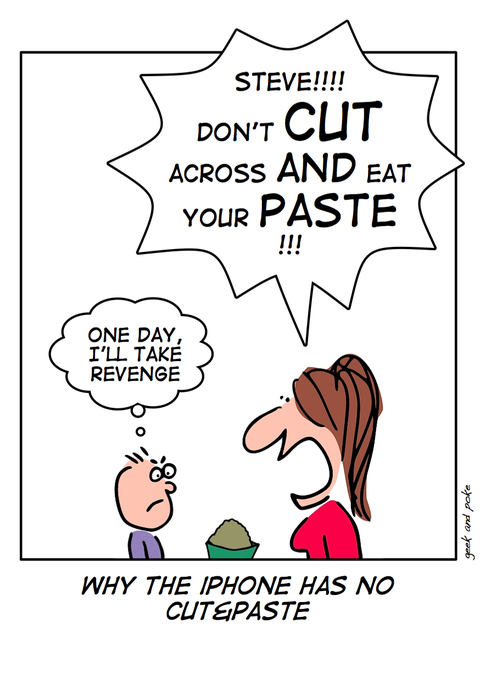 STEVE!!!!
DON'T CUT
ACROSS AND EAT
YOUR PASTE
!!!
ONE DAY,
I'LL TAKE
REVENGE
geek and poke
WHY THE IPHONE HAS NO
CUT&PASTE